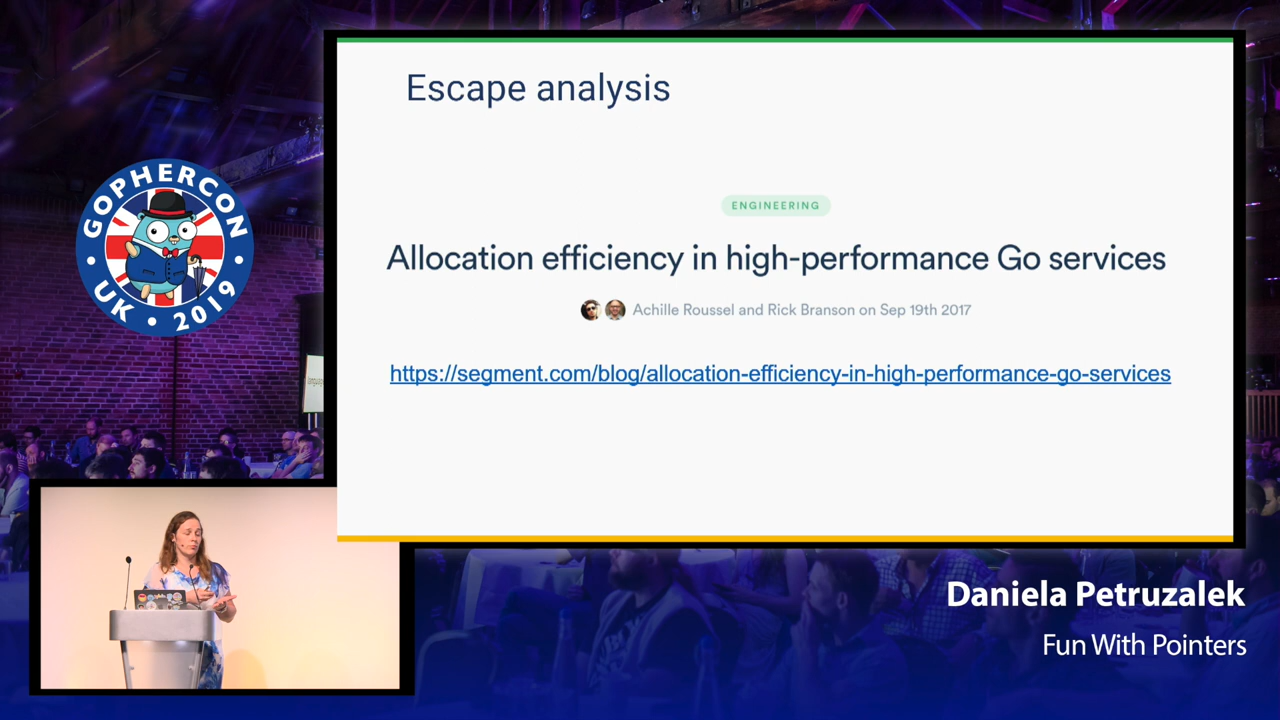 Escape analysis
ENGINEERING
Allocation efficiency in high-performance Go services
Achille Roussel and Rick Branson on Sep 19th 2017
https://segment.com/blog/allocation-efficiency-in-high-performance-go-services
GOPHERCON
UK • 2019
Daniela Petruzalek
Fun With Pointers